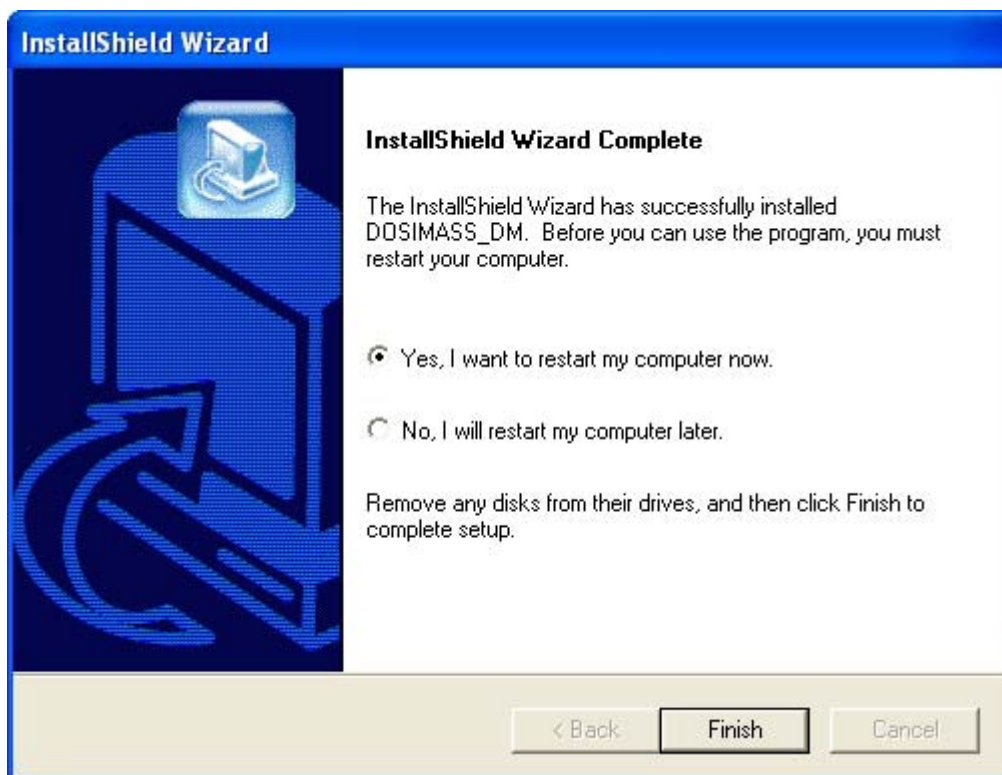 InstallShield Wizard
InstallShield Wizard Complete
The InstallShield Wizard has successfully installed
DOSIMASS_DM. Before you can use the program, you must
restart your computer.
Yes, I want to restart my computer now.
No, I will restart my computer later.
Remove any disks from their drives, and then click Finish to
complete setup.
< Back
Finish
Cancel